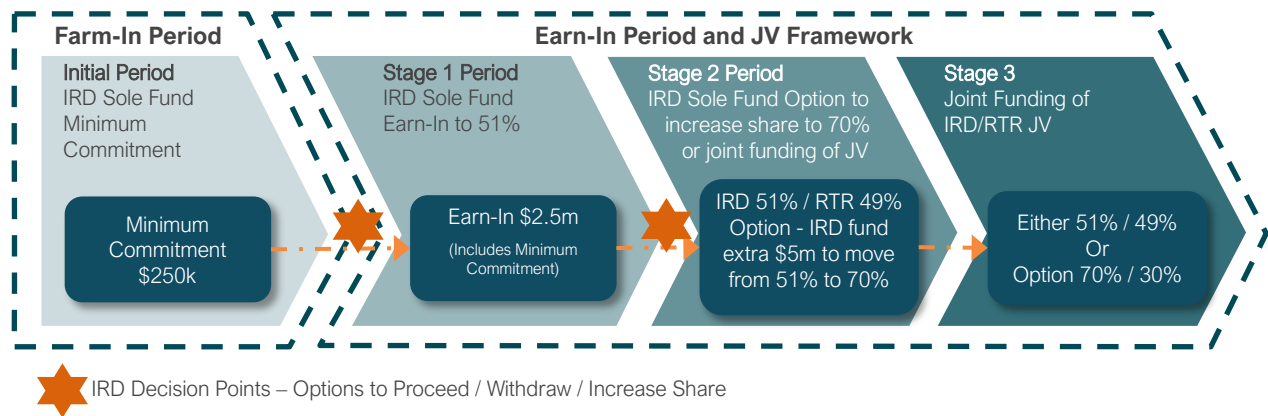 Farm-In Period
Earn-In Period and JV Framework
Initial Period
IRD Sole Fund
Minimum
Commitment
Minimum
Commitment
$250k
Stage 1 Period
IRD Sole Fund
Earn-In to 51%
Earn-In $2.5m
(Includes Minimum
Commitment)
Stage 2 Period
IRD Sole Fund Option to
increase share to 70%
or joint funding of JV
IRD 51% / RTR 49%
Option - IRD fund
extra $5m to move
from 51% to 70%
Stage 3
Joint Funding of
IRD/RTR JV
Either 51% / 49%
Or
Option 70% / 30%
IRD Decision Points – Options to Proceed / Withdraw / Increase Share